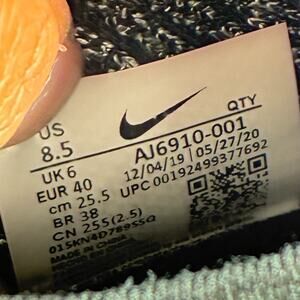 US QTY
8.5 AJ6910-001
UK 6 12/04/19 | 05/27/20
EUR 40 UPC 00192499377692
cm 25.5
BR 38
CN 255(2.5)
015KN4D7895SQ
MADE IN CHINA